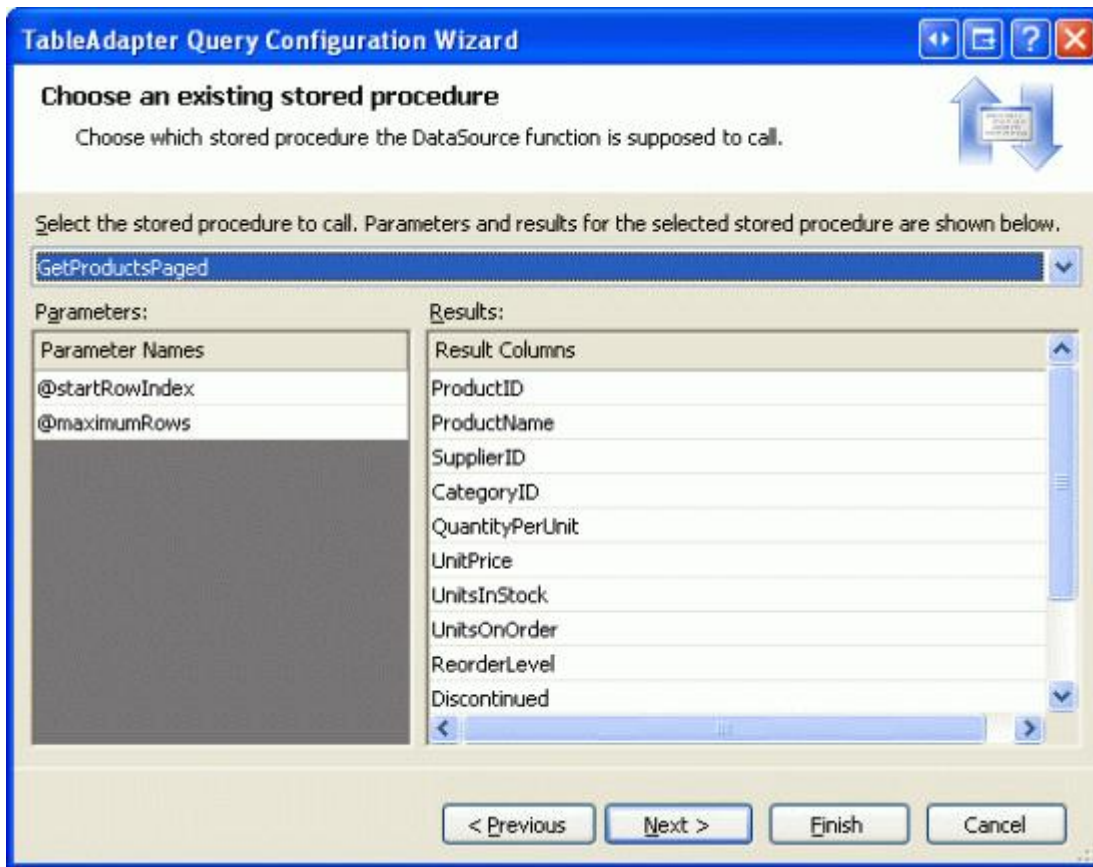 TableAdapter Query Configuration Wizard
Choose an existing stored procedure
Choose which stored procedure the DataSource function is supposed to call.
Select the stored procedure to call. Parameters and results for the selected stored procedure are shown below.
GetProductsPaged
Parameters:
Results:
Parameter Names
Result Columns
@startRowIndex
ProductID
@maximumRows
ProductName
SupplierID
CategoryID
QuantityPerUnit
UnitPrice
UnitsInStock
UnitsOnOrder
ReorderLevel
Discontinued
< Previous
Next >
Finish
Cancel